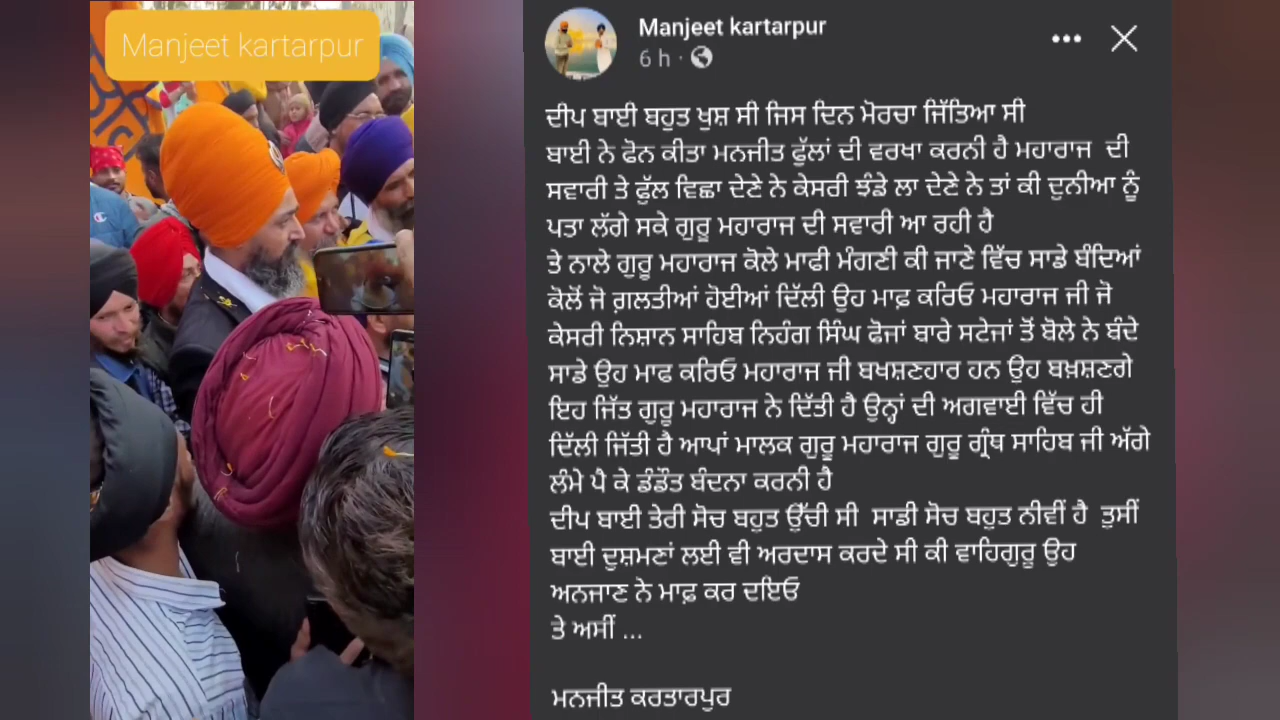 Manjeet kartarpur
Manjeet kartarpur
6 h ·
ਦੀਪ ਬਾਈ ਬਹੁਤ ਖੁਸ਼ ਸੀ ਜਿਸ ਦਿਨ ਮੋਰਚਾ ਜਿੱਤਿਆ ਸੀ
ਬਾਈ ਨੇ ਫੋਨ ਕੀਤਾ ਮਨਜੀਤ ਫੁੱਲਾਂ ਦੀ ਵਰਖਾ ਕਰਨੀ ਹੈ ਮਹਾਰਾਜ ਦੀ
ਸਵਾਰੀ ਤੇ ਫੁੱਲ ਵਿਛਾ ਦੇਣੇ ਨੇ ਕੇਸਰੀ ਝੰਡੇ ਲਾ ਦੇਣੇ ਨੇ ਤਾਂ ਕੀ ਦੁਨੀਆ ਨੂੰ
ਪਤਾ ਲੱਗੇ ਸਕੇ ਗੁਰੂ ਮਹਾਰਾਜ ਦੀ ਸਵਾਰੀ ਆ ਰਹੀ ਹੈ
ਤੇ ਨਾਲੇ ਗੁਰੂ ਮਹਾਰਾਜ ਕੋਲੇ ਮਾਫੀ ਮੰਗਣੀ ਕੀ ਜਾਣੇ ਵਿੱਚ ਸਾਡੇ ਬੰਦਿਆਂ
ਕੋਲੋਂ ਜੋ ਗ਼ਲਤੀਆਂ ਹੋਈਆਂ ਦਿੱਲੀ ਉਹ ਮਾਫ਼ ਕਰਿਓ ਮਹਾਰਾਜ ਜੀ ਜੋ
ਕੇਸਰੀ ਨਿਸ਼ਾਨ ਸਾਹਿਬ ਨਿਹੰਗ ਸਿੰਘ ਫੋਜਾਂ ਬਾਰੇ ਸਟੇਜਾਂ ਤੋਂ ਬੋਲੇ ਨੇ ਬੰਦੇ
ਸਾਡੇ ਉਹ ਮਾਫ ਕਰਿਓ ਮਹਾਰਾਜ ਜੀ ਬਖਸ਼ਣਹਾਰ ਹਨ ਉਹ ਬਖ਼ਸ਼ਣਗੇ
ਇਹ ਜਿੱਤ ਗੁਰੂ ਮਹਾਰਾਜ ਨੇ ਦਿੱਤੀ ਹੈ ਉਨ੍ਹਾਂ ਦੀ ਅਗਵਾਈ ਵਿੱਚ ਹੀ
ਦਿੱਲੀ ਜਿੱਤੀ ਹੈ ਆਪਾਂ ਮਾਲਕ ਗੁਰੂ ਮਹਾਰਾਜ ਗੁਰੂ ਗ੍ਰੰਥ ਸਾਹਿਬ ਜੀ ਅੱਗੇ
ਲੰਮੇ ਪੈ ਕੇ ਡੰਡੌਤ ਬੰਦਨਾ ਕਰਨੀ ਹੈ
ਦੀਪ ਬਾਈ ਤੇਰੀ ਸੋਚ ਬਹੁਤ ਉੱਚੀ ਸੀ ਸਾਡੀ ਸੋਚ ਬਹੁਤ ਨੀਵੀਂ ਹੈ ਤੁਸੀਂ
ਬਾਈ ਦੁਸ਼ਮਣਾਂ ਲਈ ਵੀ ਅਰਦਾਸ ਕਰਦੇ ਸੀ ਕੀ ਵਾਹਿਗੁਰੂ ਉਹ
ਅਨਜਾਣ ਨੇ ਮਾਫ਼ ਕਰ ਦਇਓ
ਤੇ ਅਸੀਂ ...
ਮਨਜੀਤ ਕਰਤਾਰਪੁਰ